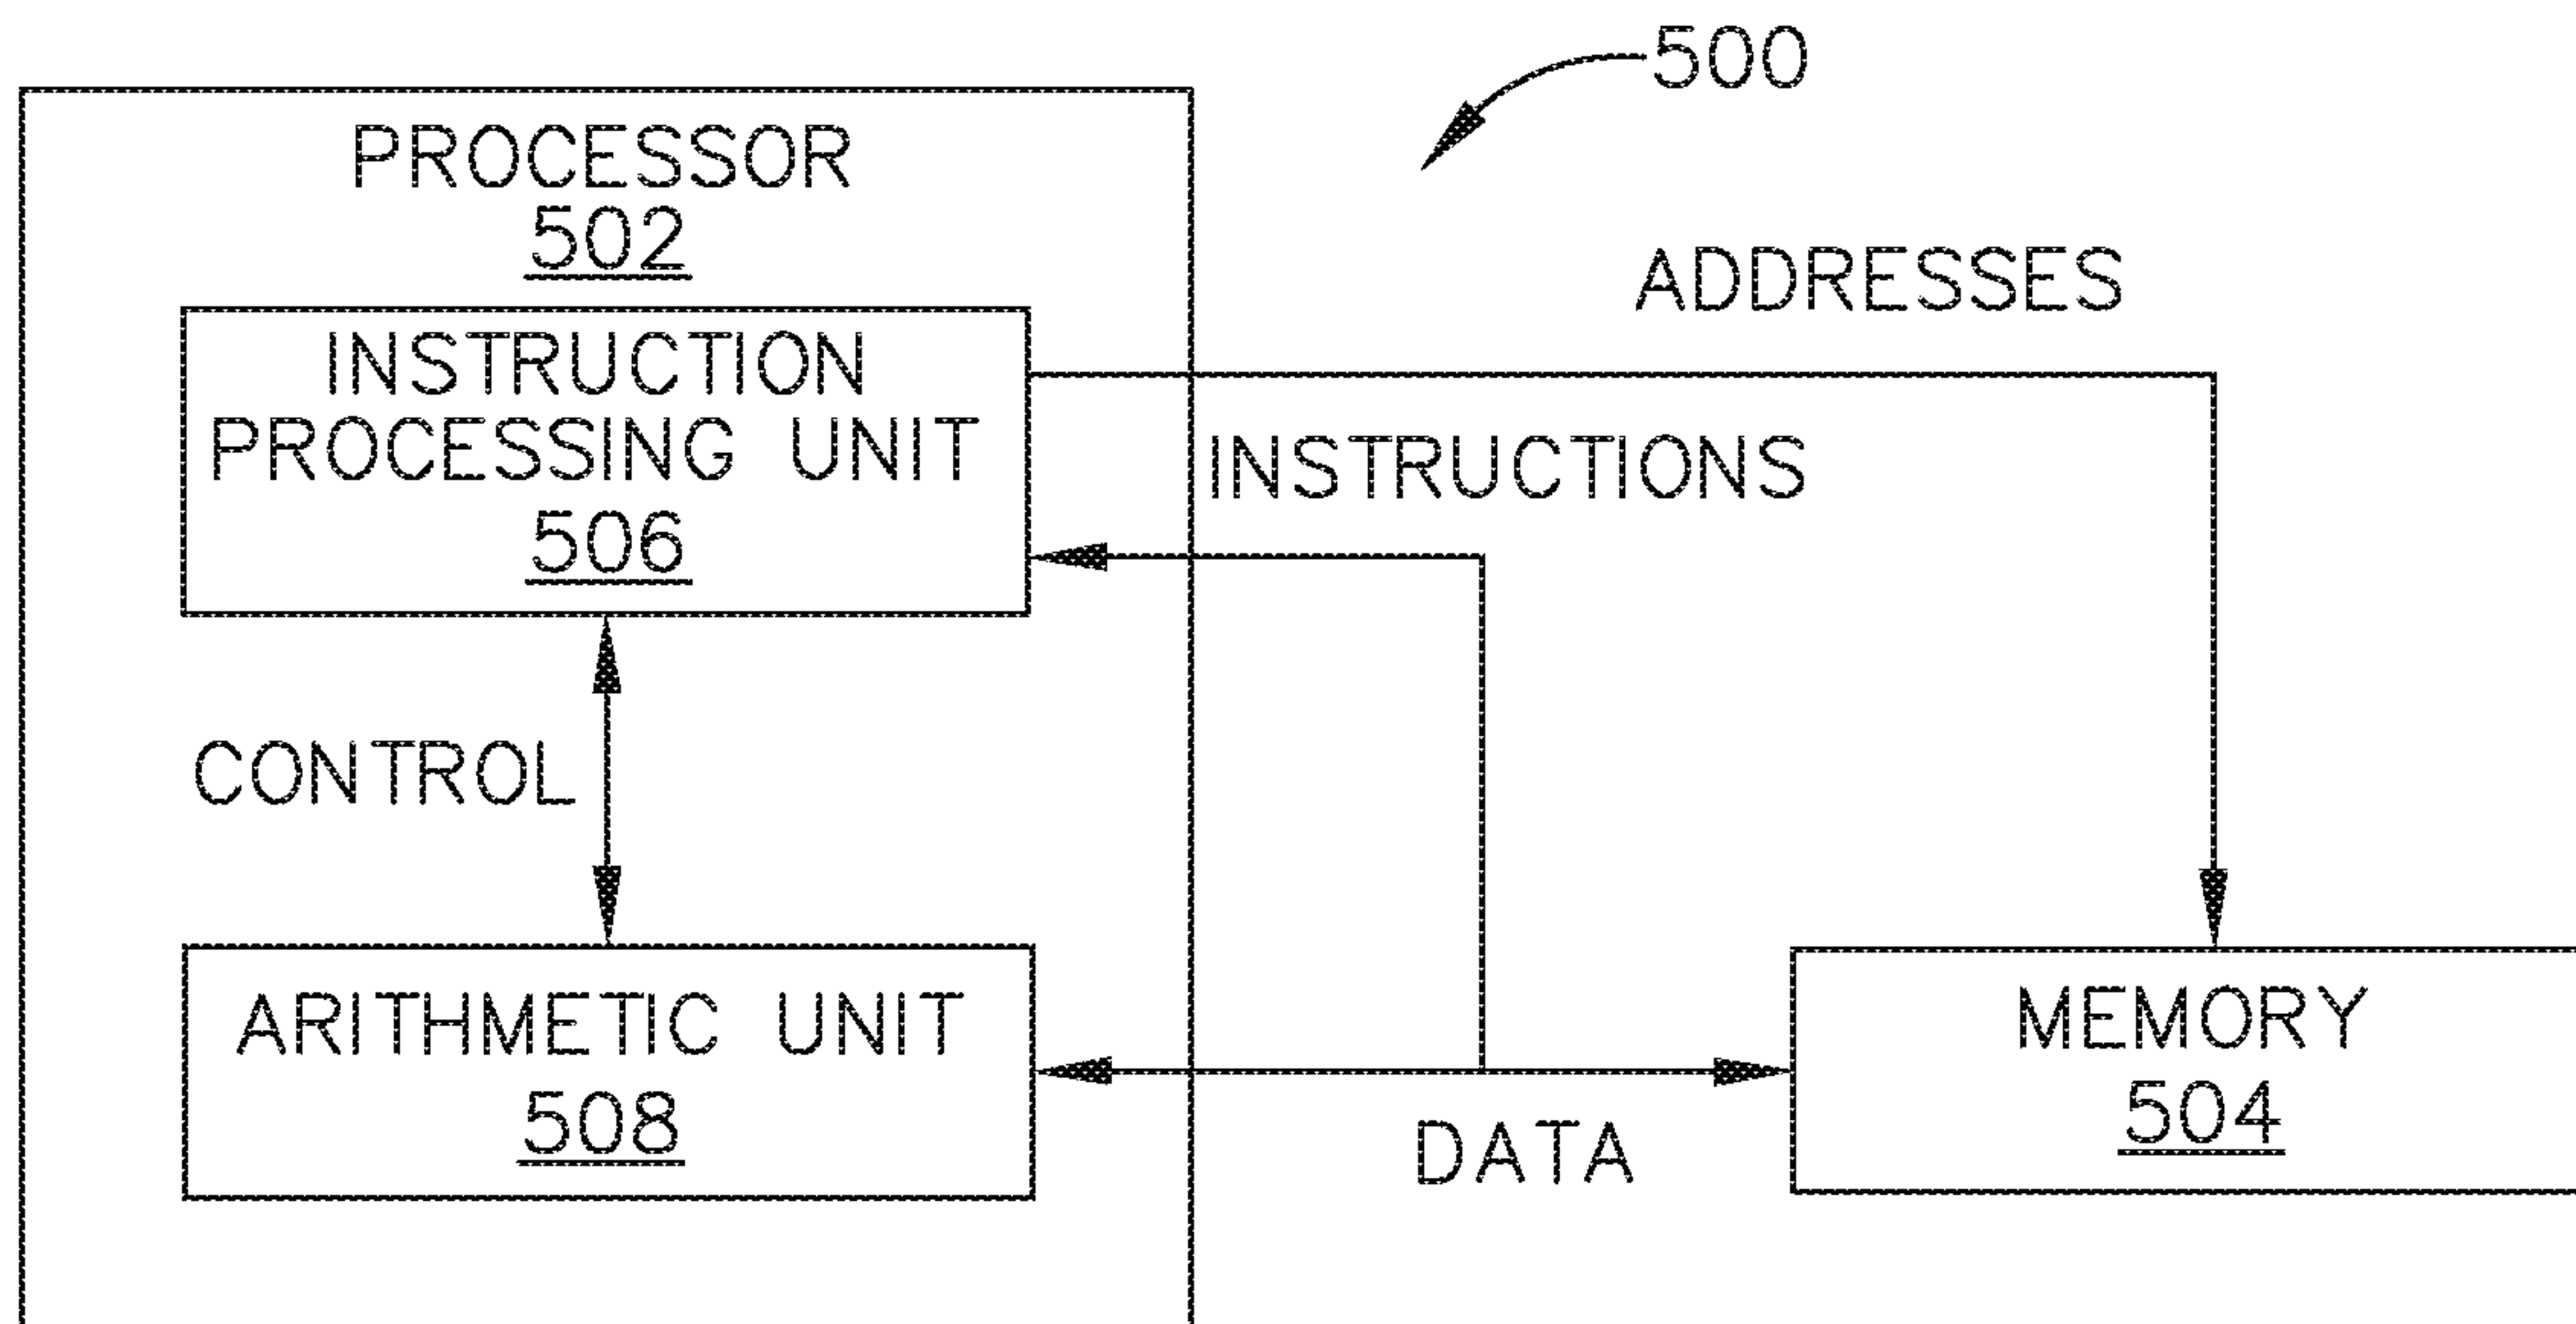 500
PROCESSOR
502
ADDRESSES
INSTRUCTION
PROCESSING UNIT
506
INSTRUCTIONS
CONTROL
ARITHMETIC UNIT
508
MEMORY
504
DATA